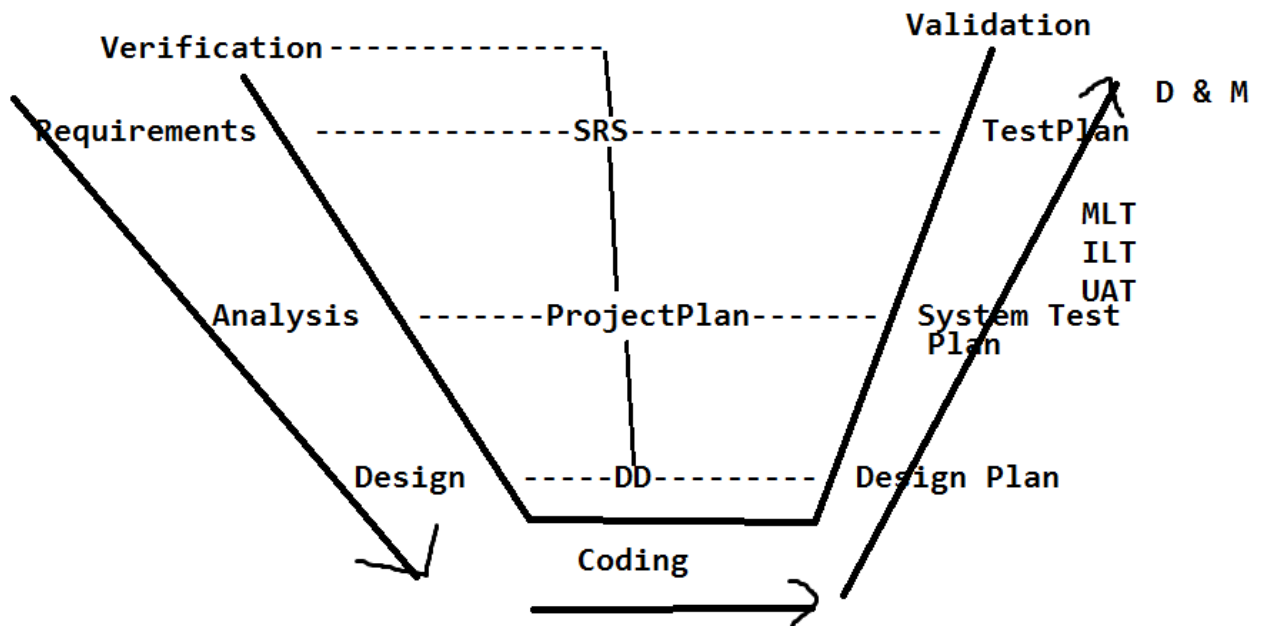 Validation
Verification---------------
D & M
Requirements --------------SRS----------------- TestPlan
MLT
ILT
UAT
Analysis -------ProjectPlan------- System Test
Plan
Design -----DD--------- Design Plan
Coding